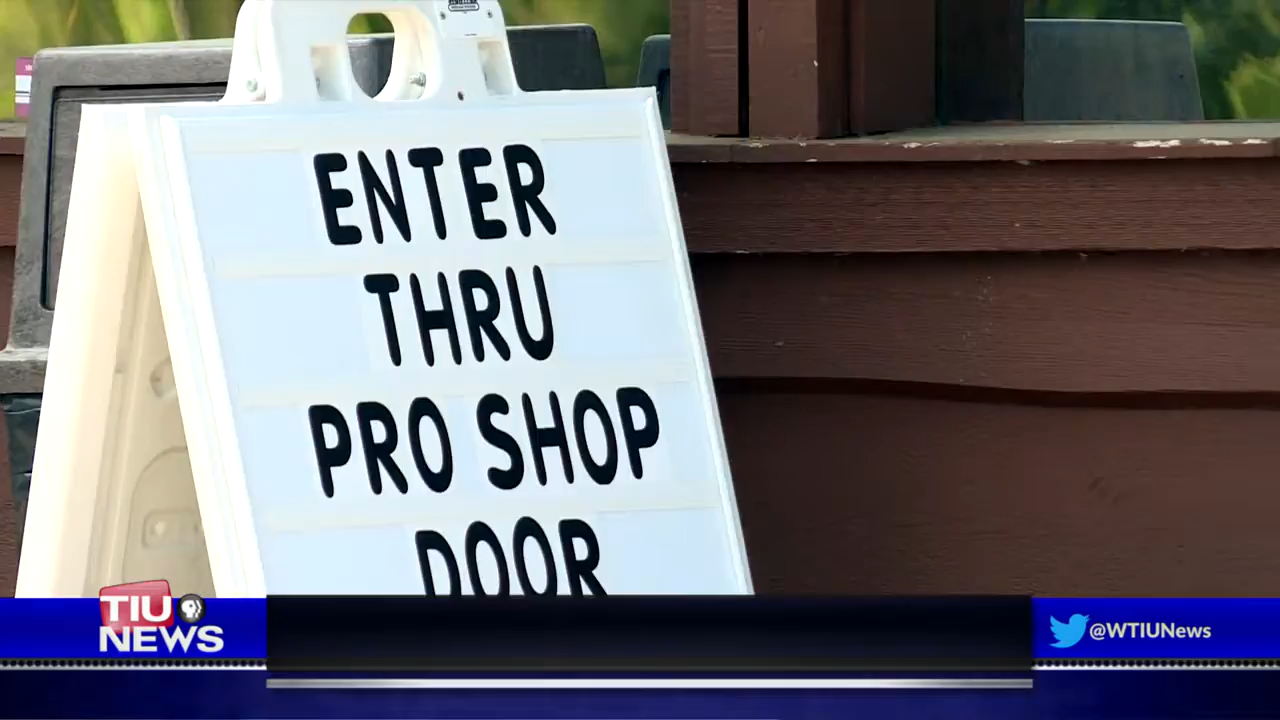 ENTER
THRU
PRO SHOP
DOOR
TIU
NEWS
@WTIUNews